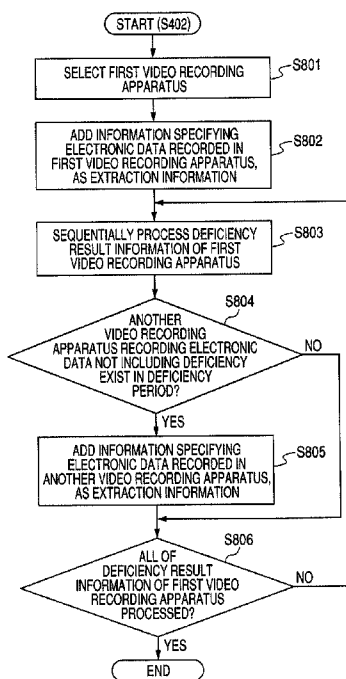 START (S402)
S801
SELECT FIRST VIDEO RECORDING
APPARATUS
S802
ADD INFORMATION SPECIFYING
ELECTRONIC DATA RECORDED IN
FIRST VIDEO RECORDING APPARATUS,
AS EXTRACTION INFORMATION
S803
SEQUENTIALLY PROCESS DEFICIENCY
RESULT INFORMATION OF FIRST
VIDEO RECORDING APPARATUS
S804
ANOTHER
VIDEO RECORDING
APPARATUS RECORDING ELECTRONIC
DATA NOT INCLUDING DEFICIENCY
EXIST IN DEFICIENCY
PERIOD?
NO
YES
S805
ADD INFORMATION SPECIFYING
ELECTRONIC DATA RECORDED IN
ANOTHER VIDEO RECORDING APPARATUS,
AS EXTRACTION INFORMATION
S806
ALL OF
DEFICIENCY RESULT
INFORMATION OF FIRST VIDEO
RECORDING APPARATUS
PROCESSED?
NO
YES
END